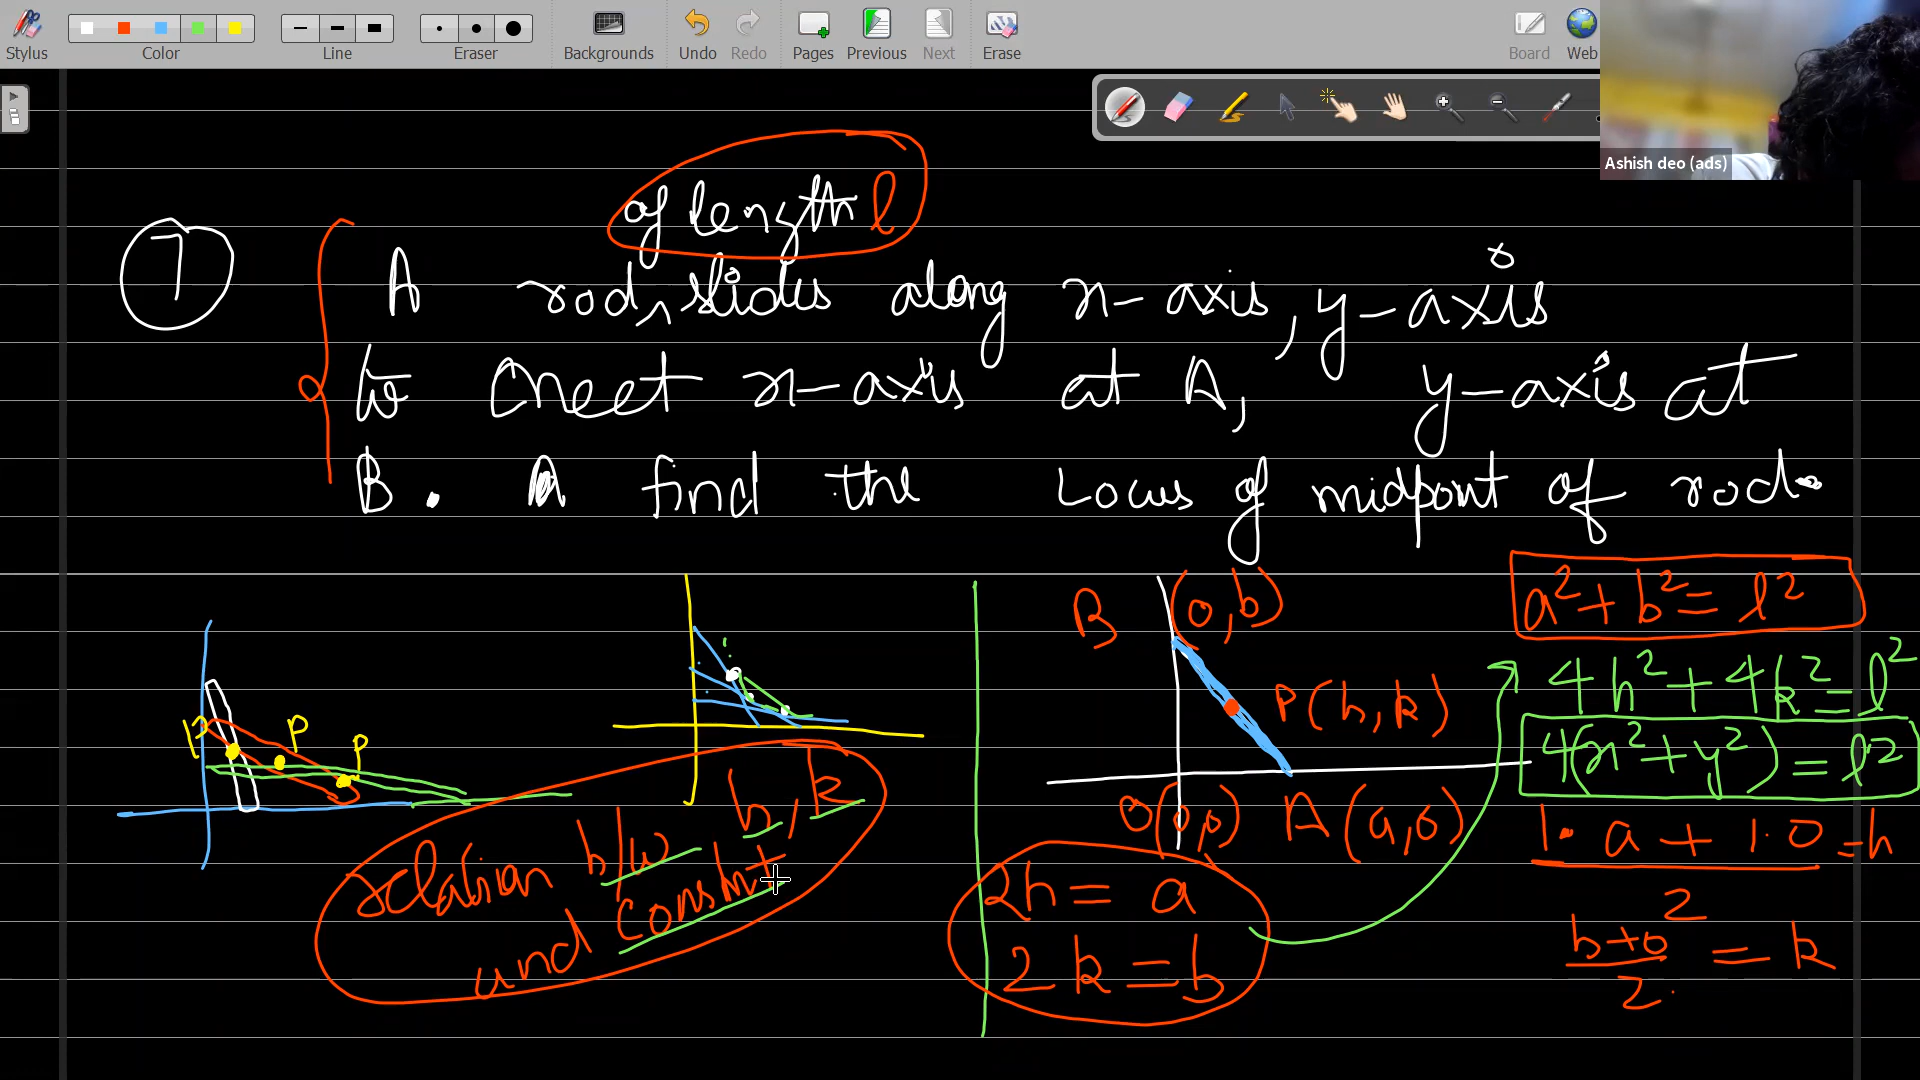 Stylus Color Line Eraser Backgrounds Undo Redo Pages Previous Next Erase Board Web
Ashish deo (ads)
of length l
7 A rod, slides along x-axis, y-axis
to meet x-axis at A, y-axis at
B. find the Locus of midpoint of rod.
P P P
relation b/w h, k
and constnt
B (0,b)
P(h,k)
O(0,0) A(a,0)
2h = a
2k = b
a² + b² = l²
4h² + 4k² = l²
4(x² + y²) = l²
1. a + 1.0 = h
2
b+0 = k
2